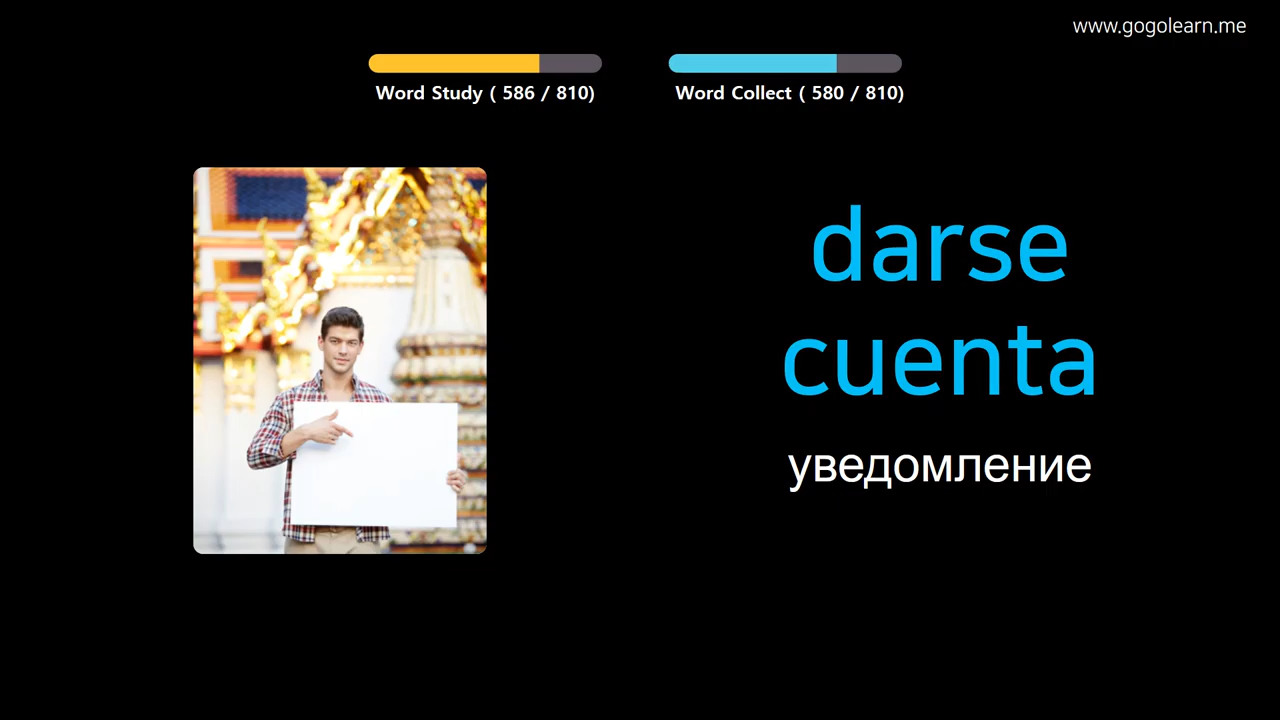 www.gogolearn.me
Word Study ( 586 / 810)
Word Collect ( 580 / 810)
darse
cuenta
уведомление